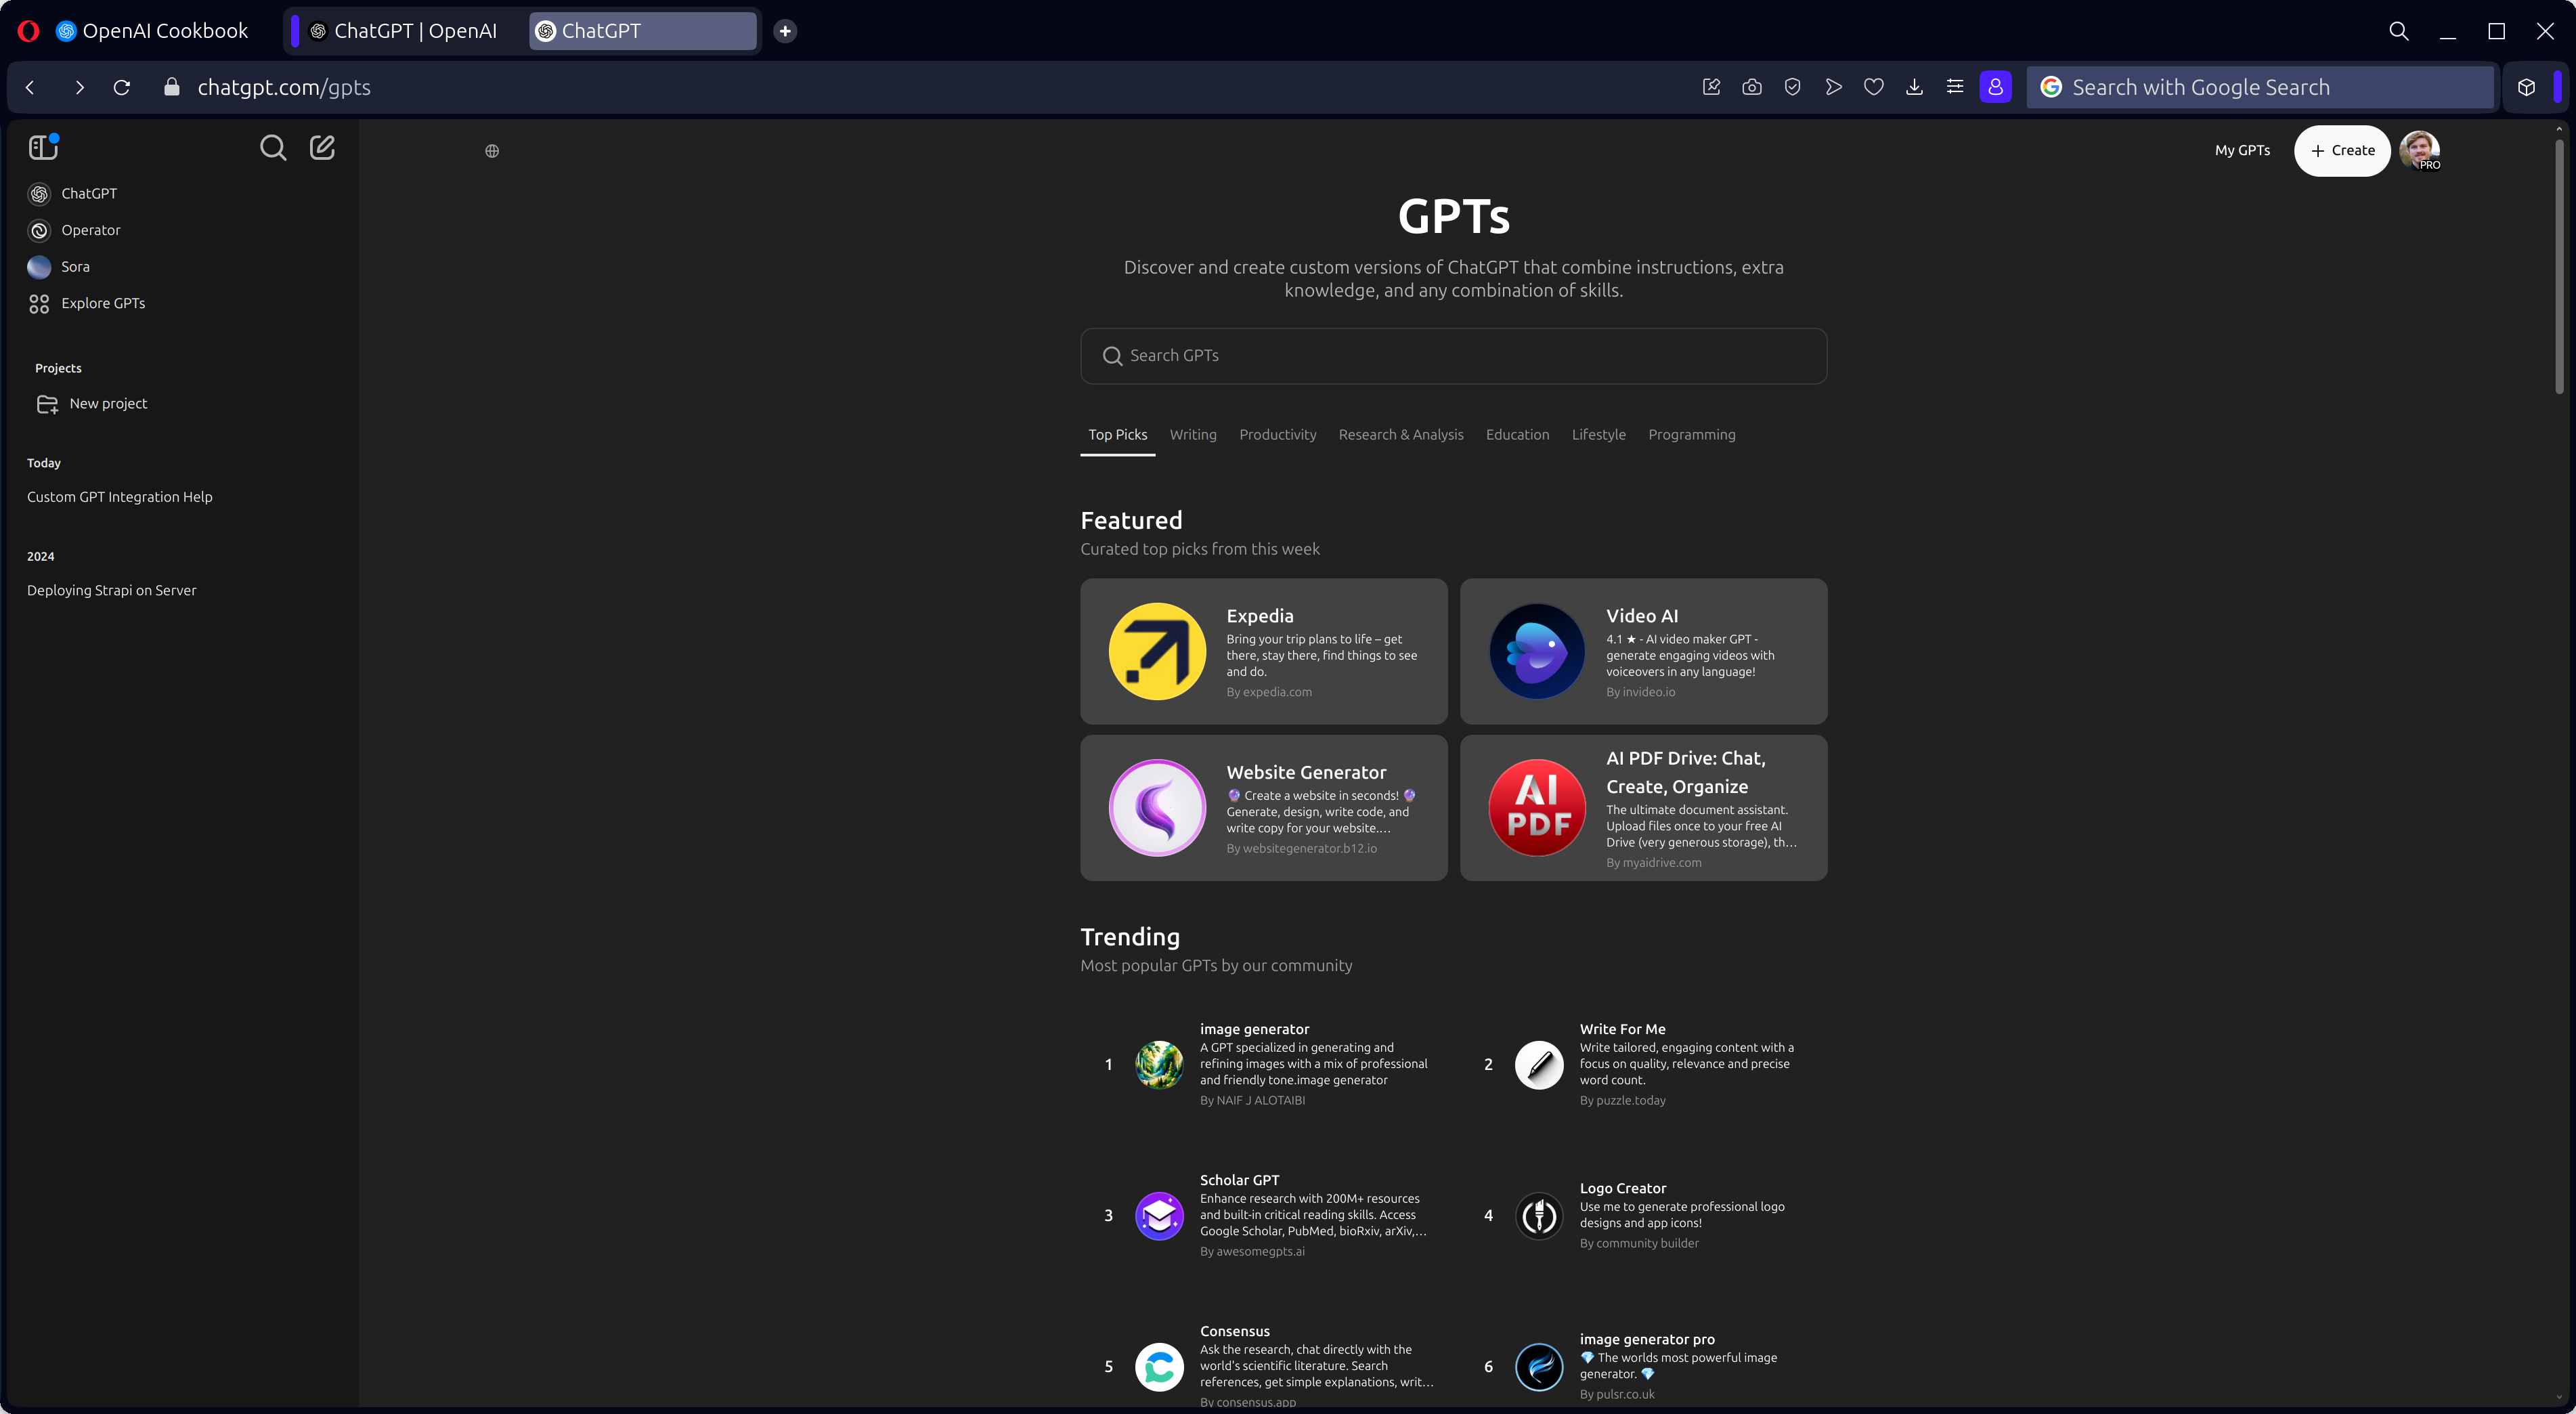 OpenAI Cookbook
ChatGPT | OpenAI
ChatGPT
chatgpt.com/gpts
Search with Google Search
ChatGPT
Operator
Sora
Explore GPTs
Projects
New project
Today
Custom GPT Integration Help
2024
Deploying Strapi on Server
My GPTs
Create
PRO
GPTs
Discover and create custom versions of ChatGPT that combine instructions, extra
knowledge, and any combination of skills.
Search GPTs
Top Picks
Writing
Productivity
Research & Analysis
Education
Lifestyle
Programming
Featured
Curated top picks from this week
Expedia
Bring your trip plans to life – get
there, stay there, find things to see
and do.
By expedia.com
Video AI
4.1 ★ - AI video maker GPT -
generate engaging videos with
voiceovers in any language!
By invideo.io
Website Generator
🔮 Create a website in seconds! 🔮
Generate, design, write code, and
write copy for your website....
By websitegenerator.b12.io
AI
PDF
AI PDF Drive: Chat,
Create, Organize
The ultimate document assistant.
Upload files once to your free AI
Drive (very generous storage), th...
By myaidrive.com
Trending
Most popular GPTs by our community
1
image generator
A GPT specialized in generating and
refining images with a mix of professional
and friendly tone.image generator
By NAIF J ALOTAIBI
2
Write For Me
Write tailored, engaging content with a
focus on quality, relevance and precise
word count.
By puzzle.today
3
Scholar GPT
Enhance research with 200M+ resources
and built-in critical reading skills. Access
Google Scholar, PubMed, bioRxiv, arXiv,...
By awesomegpts.ai
4
Logo Creator
Use me to generate professional logo
designs and app icons!
By community builder
5
Consensus
Ask the research, chat directly with the
world's scientific literature. Search
references, get simple explanations, writ...
By consensus.app
6
image generator pro
💎 The worlds most powerful image
generator. 💎
By pulsr.co.uk